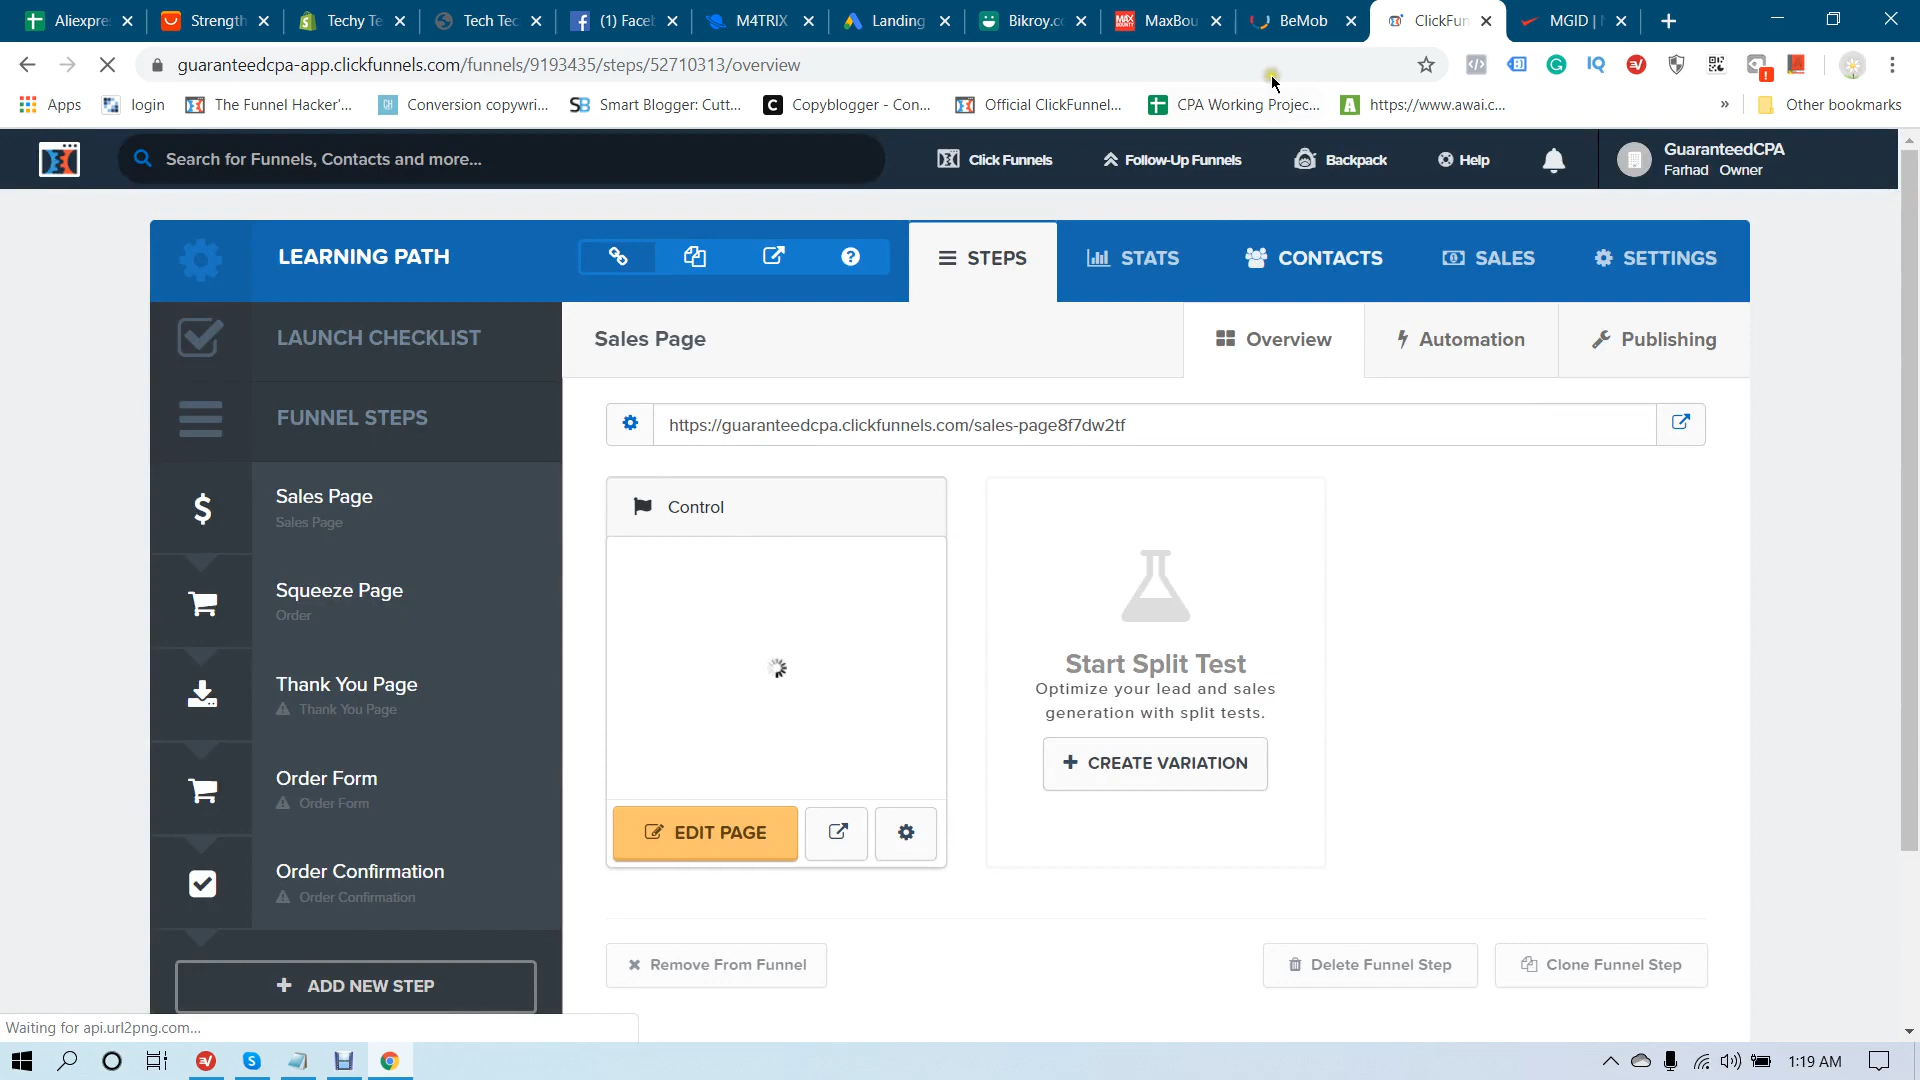 Aliexpre
Strength
Techy Te
Tech Tec
(1) Face
M4TRIX
Landing
Bikroy.c
MaxBou
BeMob
ClickFun
MGID |
guaranteedcpa-app.clickfunnels.com/funnels/9193435/steps/52710313/overview
Apps
login
The Funnel Hacker'...
Conversion copywri...
Smart Blogger: Cutt...
Copyblogger - Con...
Official ClickFunnel...
CPA Working Projec...
https://www.awai.c...
Other bookmarks
Search for Funnels, Contacts and more...
Click Funnels
Follow-Up Funnels
Backpack
Help
GuaranteedCPA
Farhad Owner
LEARNING PATH
STEPS
STATS
CONTACTS
SALES
SETTINGS
LAUNCH CHECKLIST
FUNNEL STEPS
Sales Page
Sales Page
Squeeze Page
Order
Thank You Page
Thank You Page
Order Form
Order Form
Order Confirmation
Order Confirmation
+ ADD NEW STEP
Sales Page
Overview
Automation
Publishing
https://guaranteedcpa.clickfunnels.com/sales-page8f7dw2tf
Control
EDIT PAGE
Start Split Test
Optimize your lead and sales
generation with split tests.
+ CREATE VARIATION
Remove From Funnel
Delete Funnel Step
Clone Funnel Step
Waiting for api.url2png.com...
1:19 AM